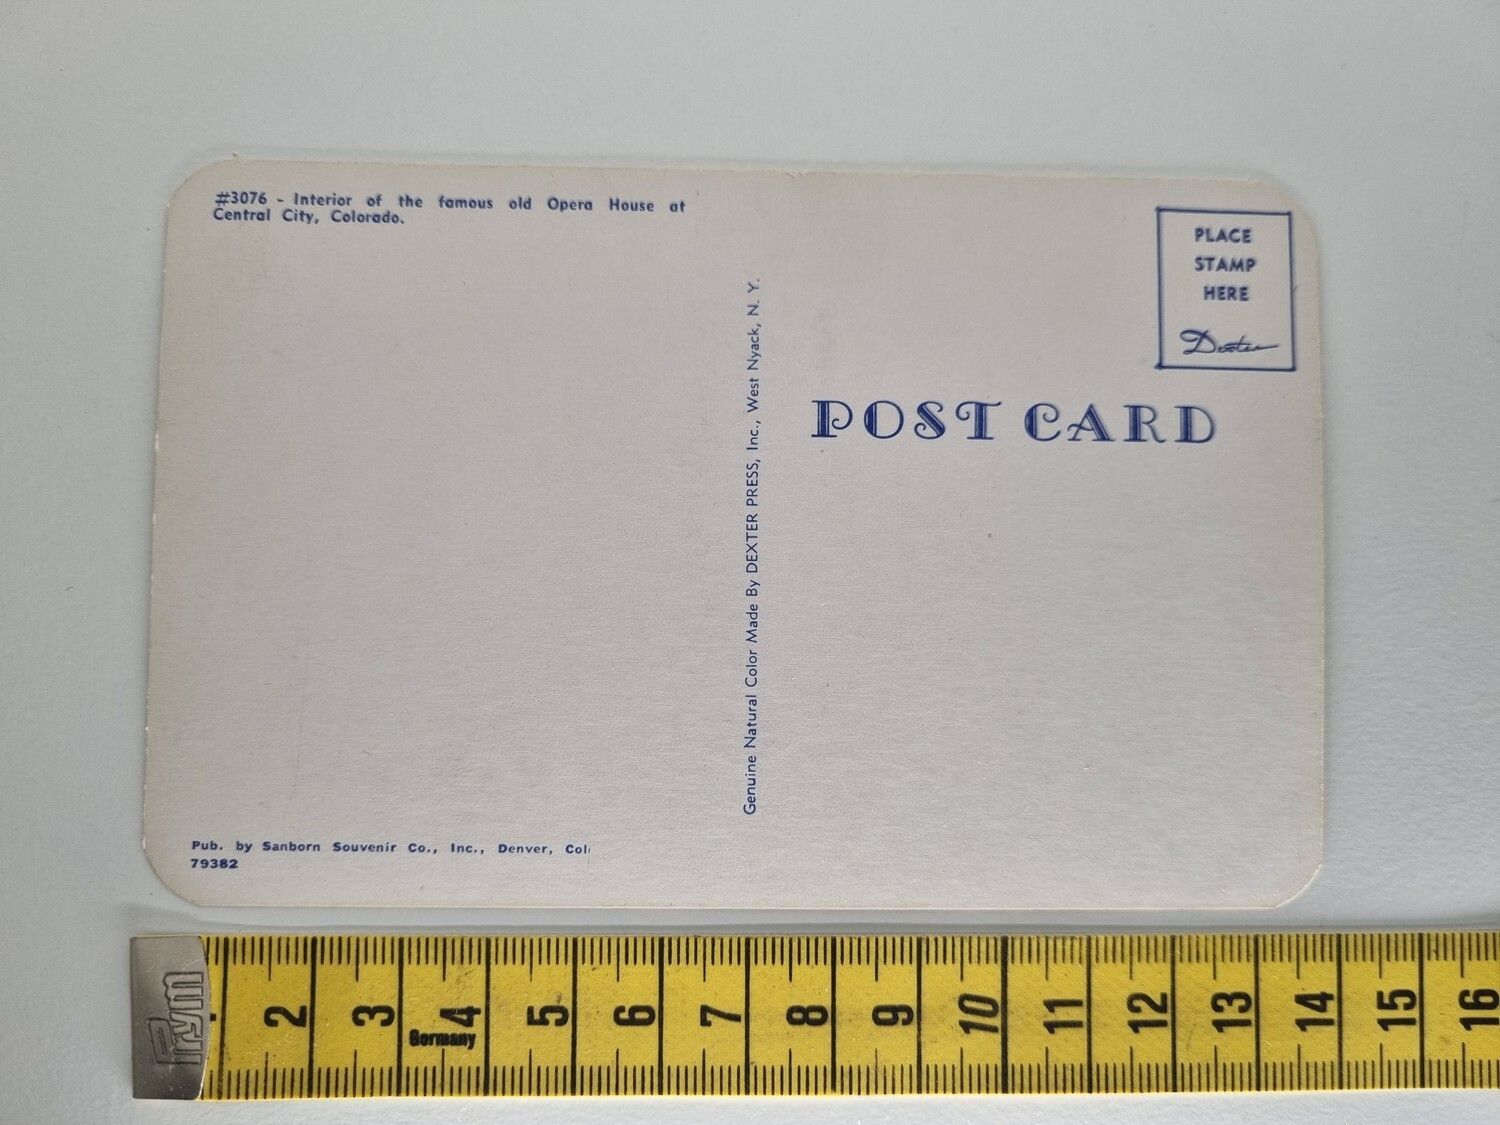 #3076 - Interior of the famous old Opera House at
Central City, Colorado.
PLACE
STAMP
HERE
Dexter
POST CARD
Genuine Natural Color Made By DEXTER PRESS, Inc., West Nyack, N. Y.
Pub. by Sanborn Souvenir Co., Inc., Denver, Col
79382
Prym
2 3 4 5 6 7 8 9 10 11 12 13 14 15 16
Germany